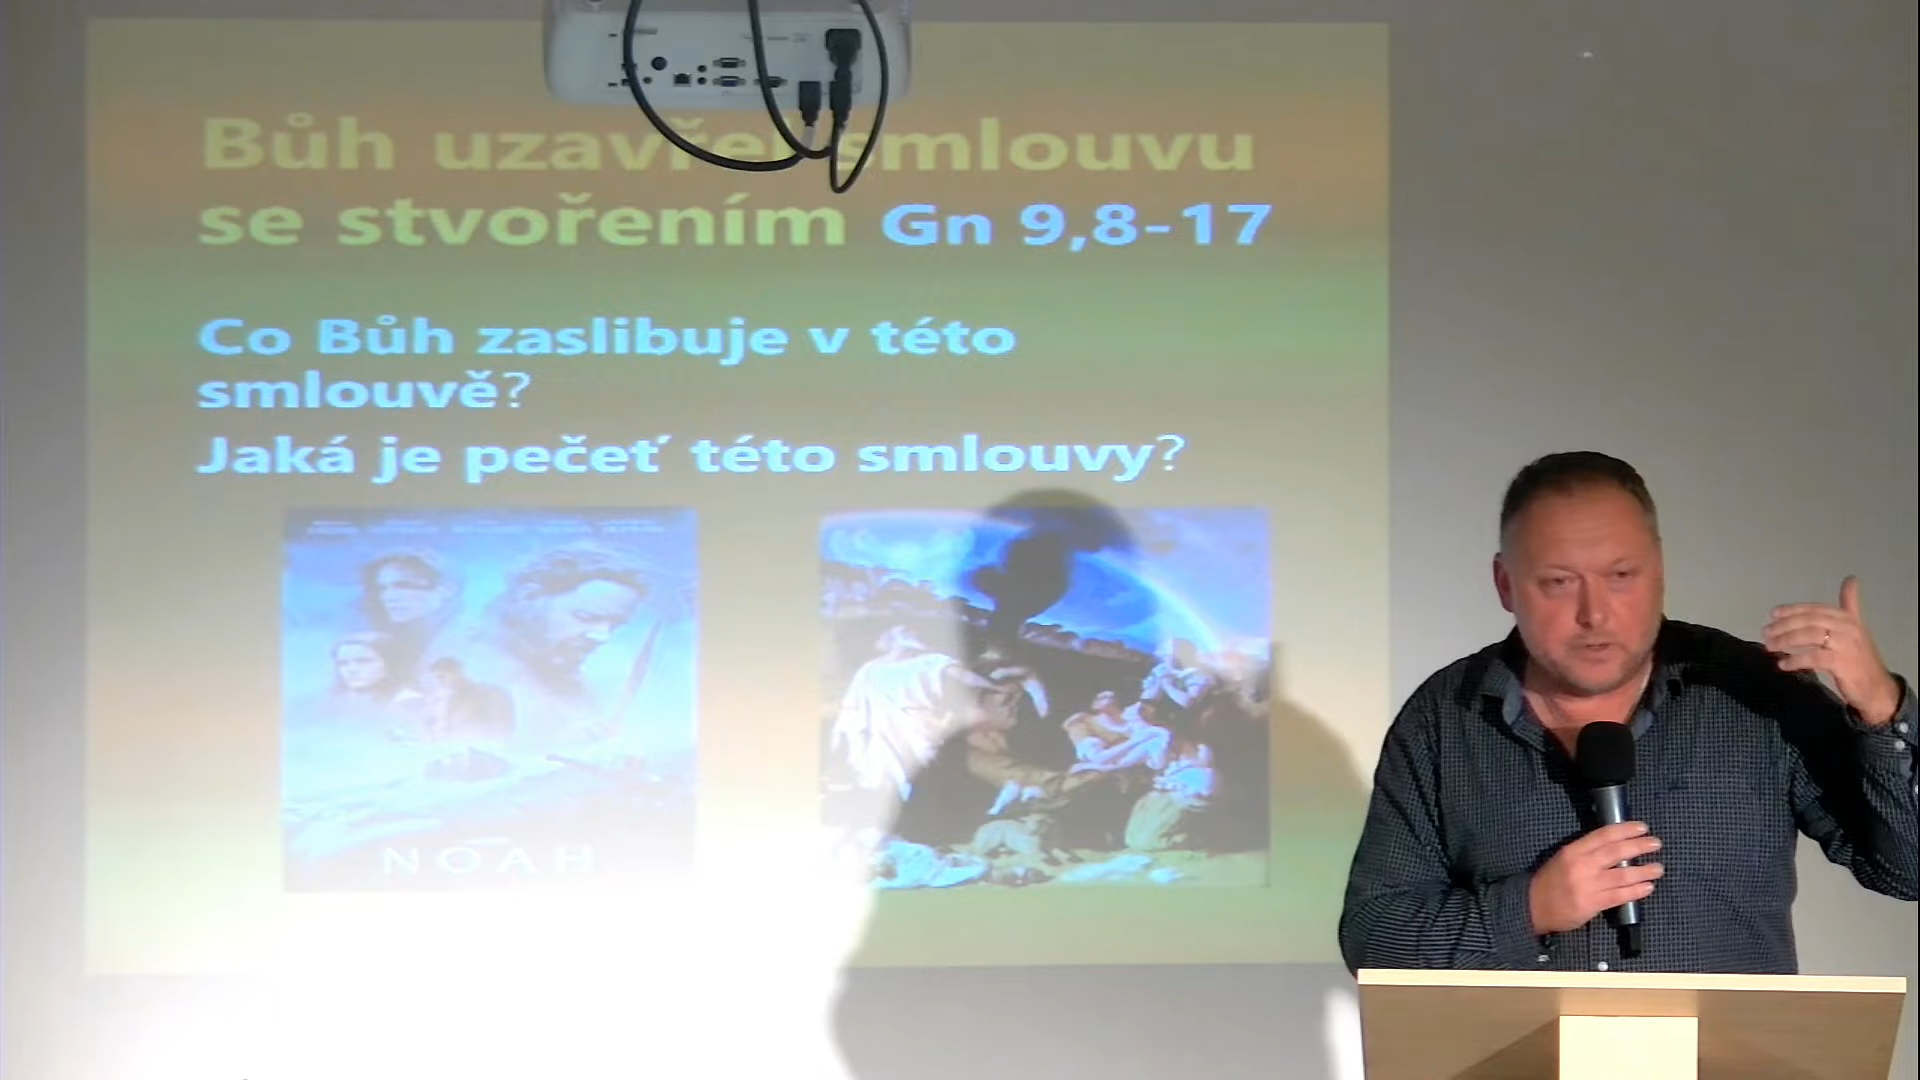 Bůh uzavřel smlouvu
se stvořením Gn 9,8-17
Co Bůh zaslibuje v této
smlouvě?
Jaká je pečeť této smlouvy?
NOAH